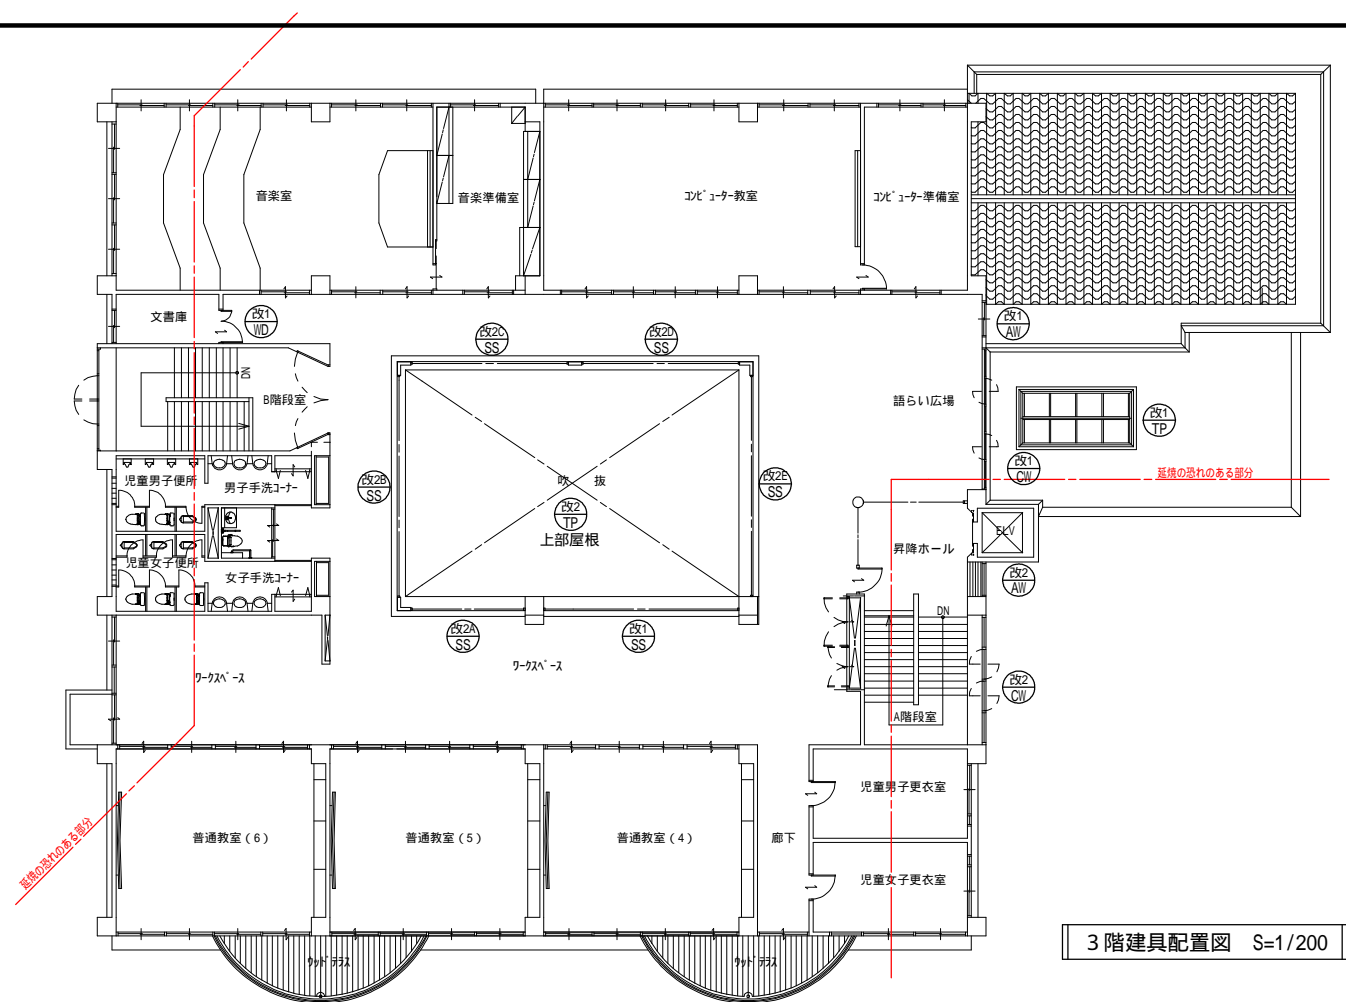 音楽室
音楽準備室
ｺﾝﾋﾟｭｰﾀｰ教室
ｺﾝﾋﾟｭｰﾀｰ準備室
文書庫
改1
WD
改2C
SS
改2D
SS
改1
AW
DN
B階段室
語らい広場
改1
TP
改1
CW
延焼の恐れのある部分
児童男子便所
男子手洗ｺｰﾅｰ
改2B
SS
吹　抜
改2E
SS
改2
TP
上部屋根
昇降ホール
ELV
児童女子便所
女子手洗ｺｰﾅｰ
改2
AW
DN
改2A
SS
改1
SS
ﾜｰｸｽﾍﾟｰｽ
ﾜｰｸｽﾍﾟｰｽ
改2
CW
A階段室
児童男子更衣室
普通教室（6）
普通教室（5）
普通教室（4）
廊下
延焼の恐れのある部分
児童女子更衣室
ｳｯﾄﾞﾃﾗｽ
ｳｯﾄﾞﾃﾗｽ
３階建具配置図　S=1/200